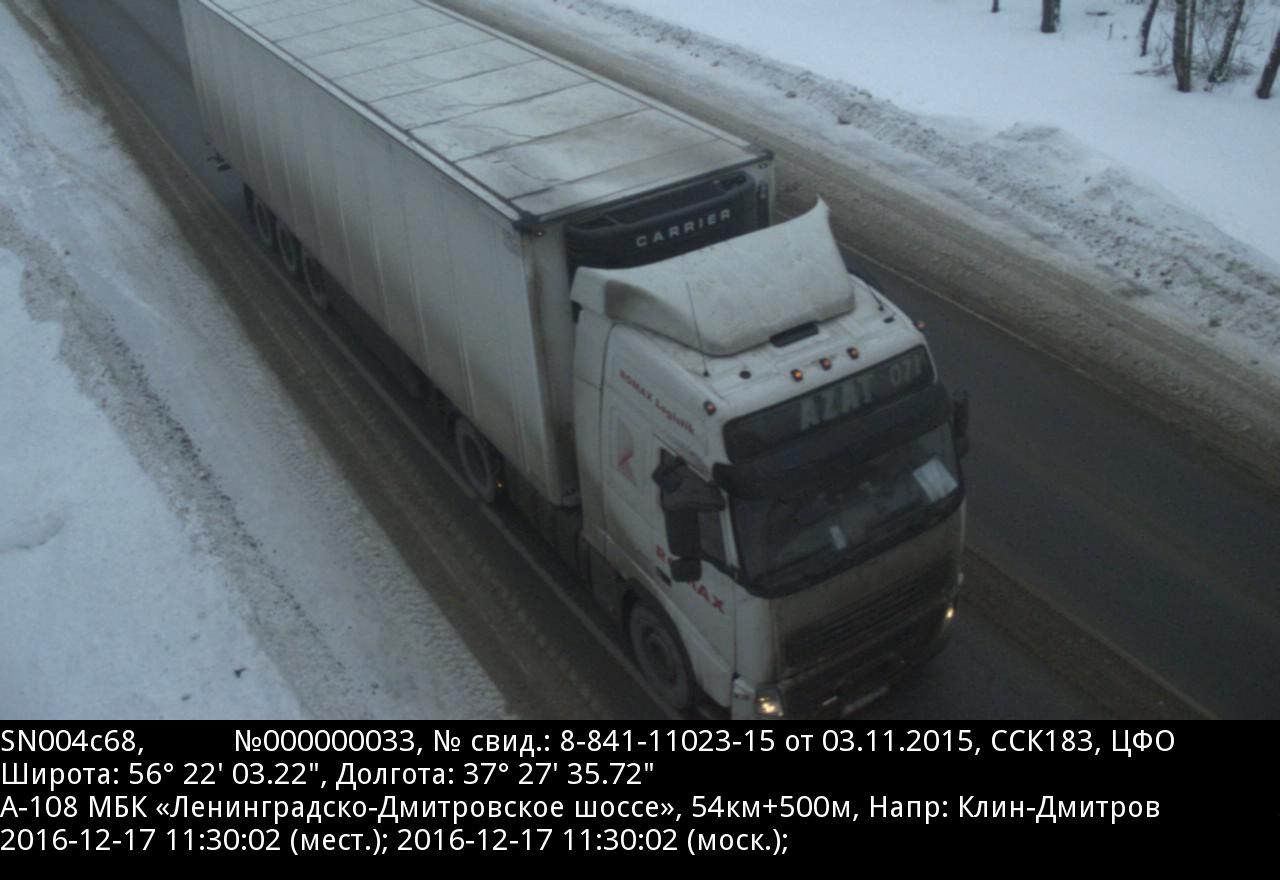 CARRIER
ROMAX Logistik
AZAT 077
SN004c68, №000000033, № свид.: 8-841-11023-15 от 03.11.2015, ССК183, ЦФО
Широта: 56° 22' 03.22", Долгота: 37° 27' 35.72"
А-108 МБК «Ленинградско-Дмитровское шоссе», 54км+500м, Напр: Клин-Дмитров
2016-12-17 11:30:02 (мест.); 2016-12-17 11:30:02 (моск.);